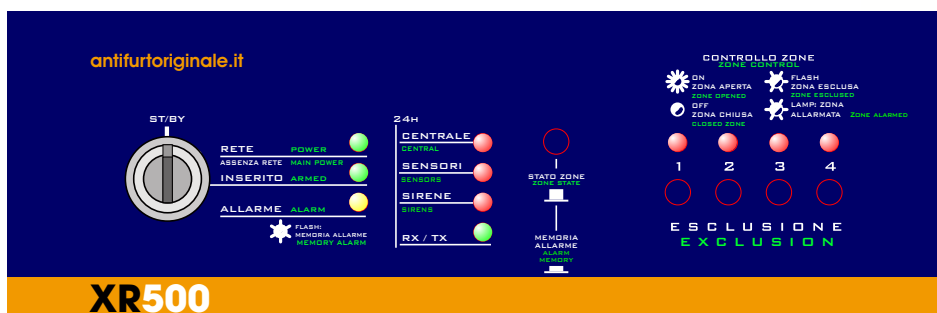 antifurtoriginale.it
ST/BY
RETE POWER
ASSENZA RETE MAIN POWER
INSERITO ARMED
ALLARME ALARM
FLASH:
MEMORIA ALLARME
MEMORY ALARM
24H
CENTRALE
CENTRAL
SENSORI
SENSORS
SIRENE
SIRENS
RX / TX
STATO ZONE
ZONE STATE
MEMORIA
ALLARME
ALARM
MEMORY
CONTROLLO ZONE
ZONE CONTROL
ON
ZONA APERTA
ZONE OPENED
OFF
ZONA CHIUSA
CLOSED ZONE
FLASH
ZONA ESCLUSA
ZONE ESCLUSED
LAMP: ZONA
ALLARMATA ZONE ALARMED
1 2 3 4
ESCLUSIONE
EXCLUSION
XR500